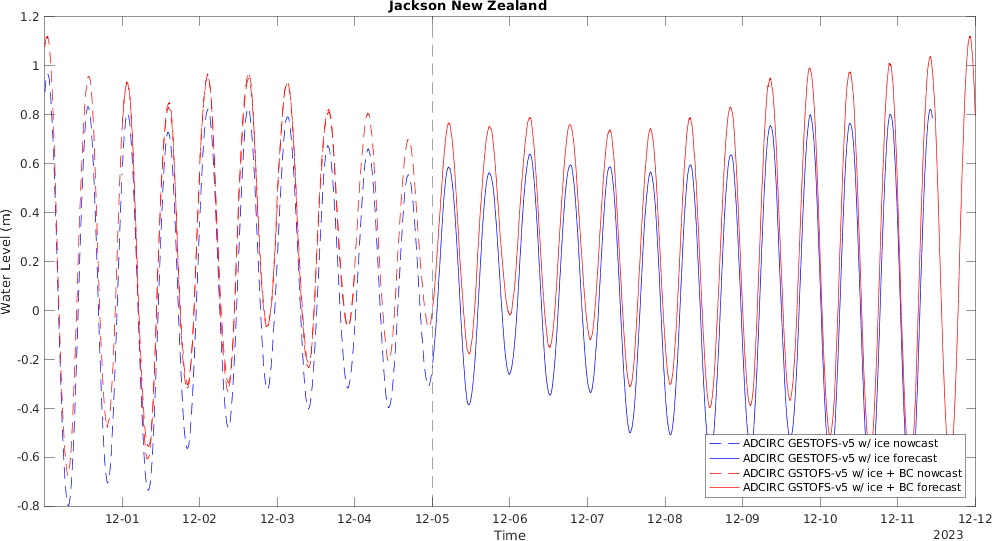 Jackson New Zealand
1.2
1
0.8
0.6
0.4
0.2
0
-0.2
-0.4
-0.6
-0.8
Water Level (m)
ADCIRC GESTOFS-v5 w/ ice nowcast
ADCIRC GESTOFS-v5 w/ ice forecast
ADCIRC GSTOFS-v5 w/ ice + BC nowcast
ADCIRC GSTOFS-v5 w/ ice + BC forecast
12-01 12-02 12-03 12-04 12-05 12-06 12-07 12-08 12-09 12-10 12-11 12-12
Time
2023